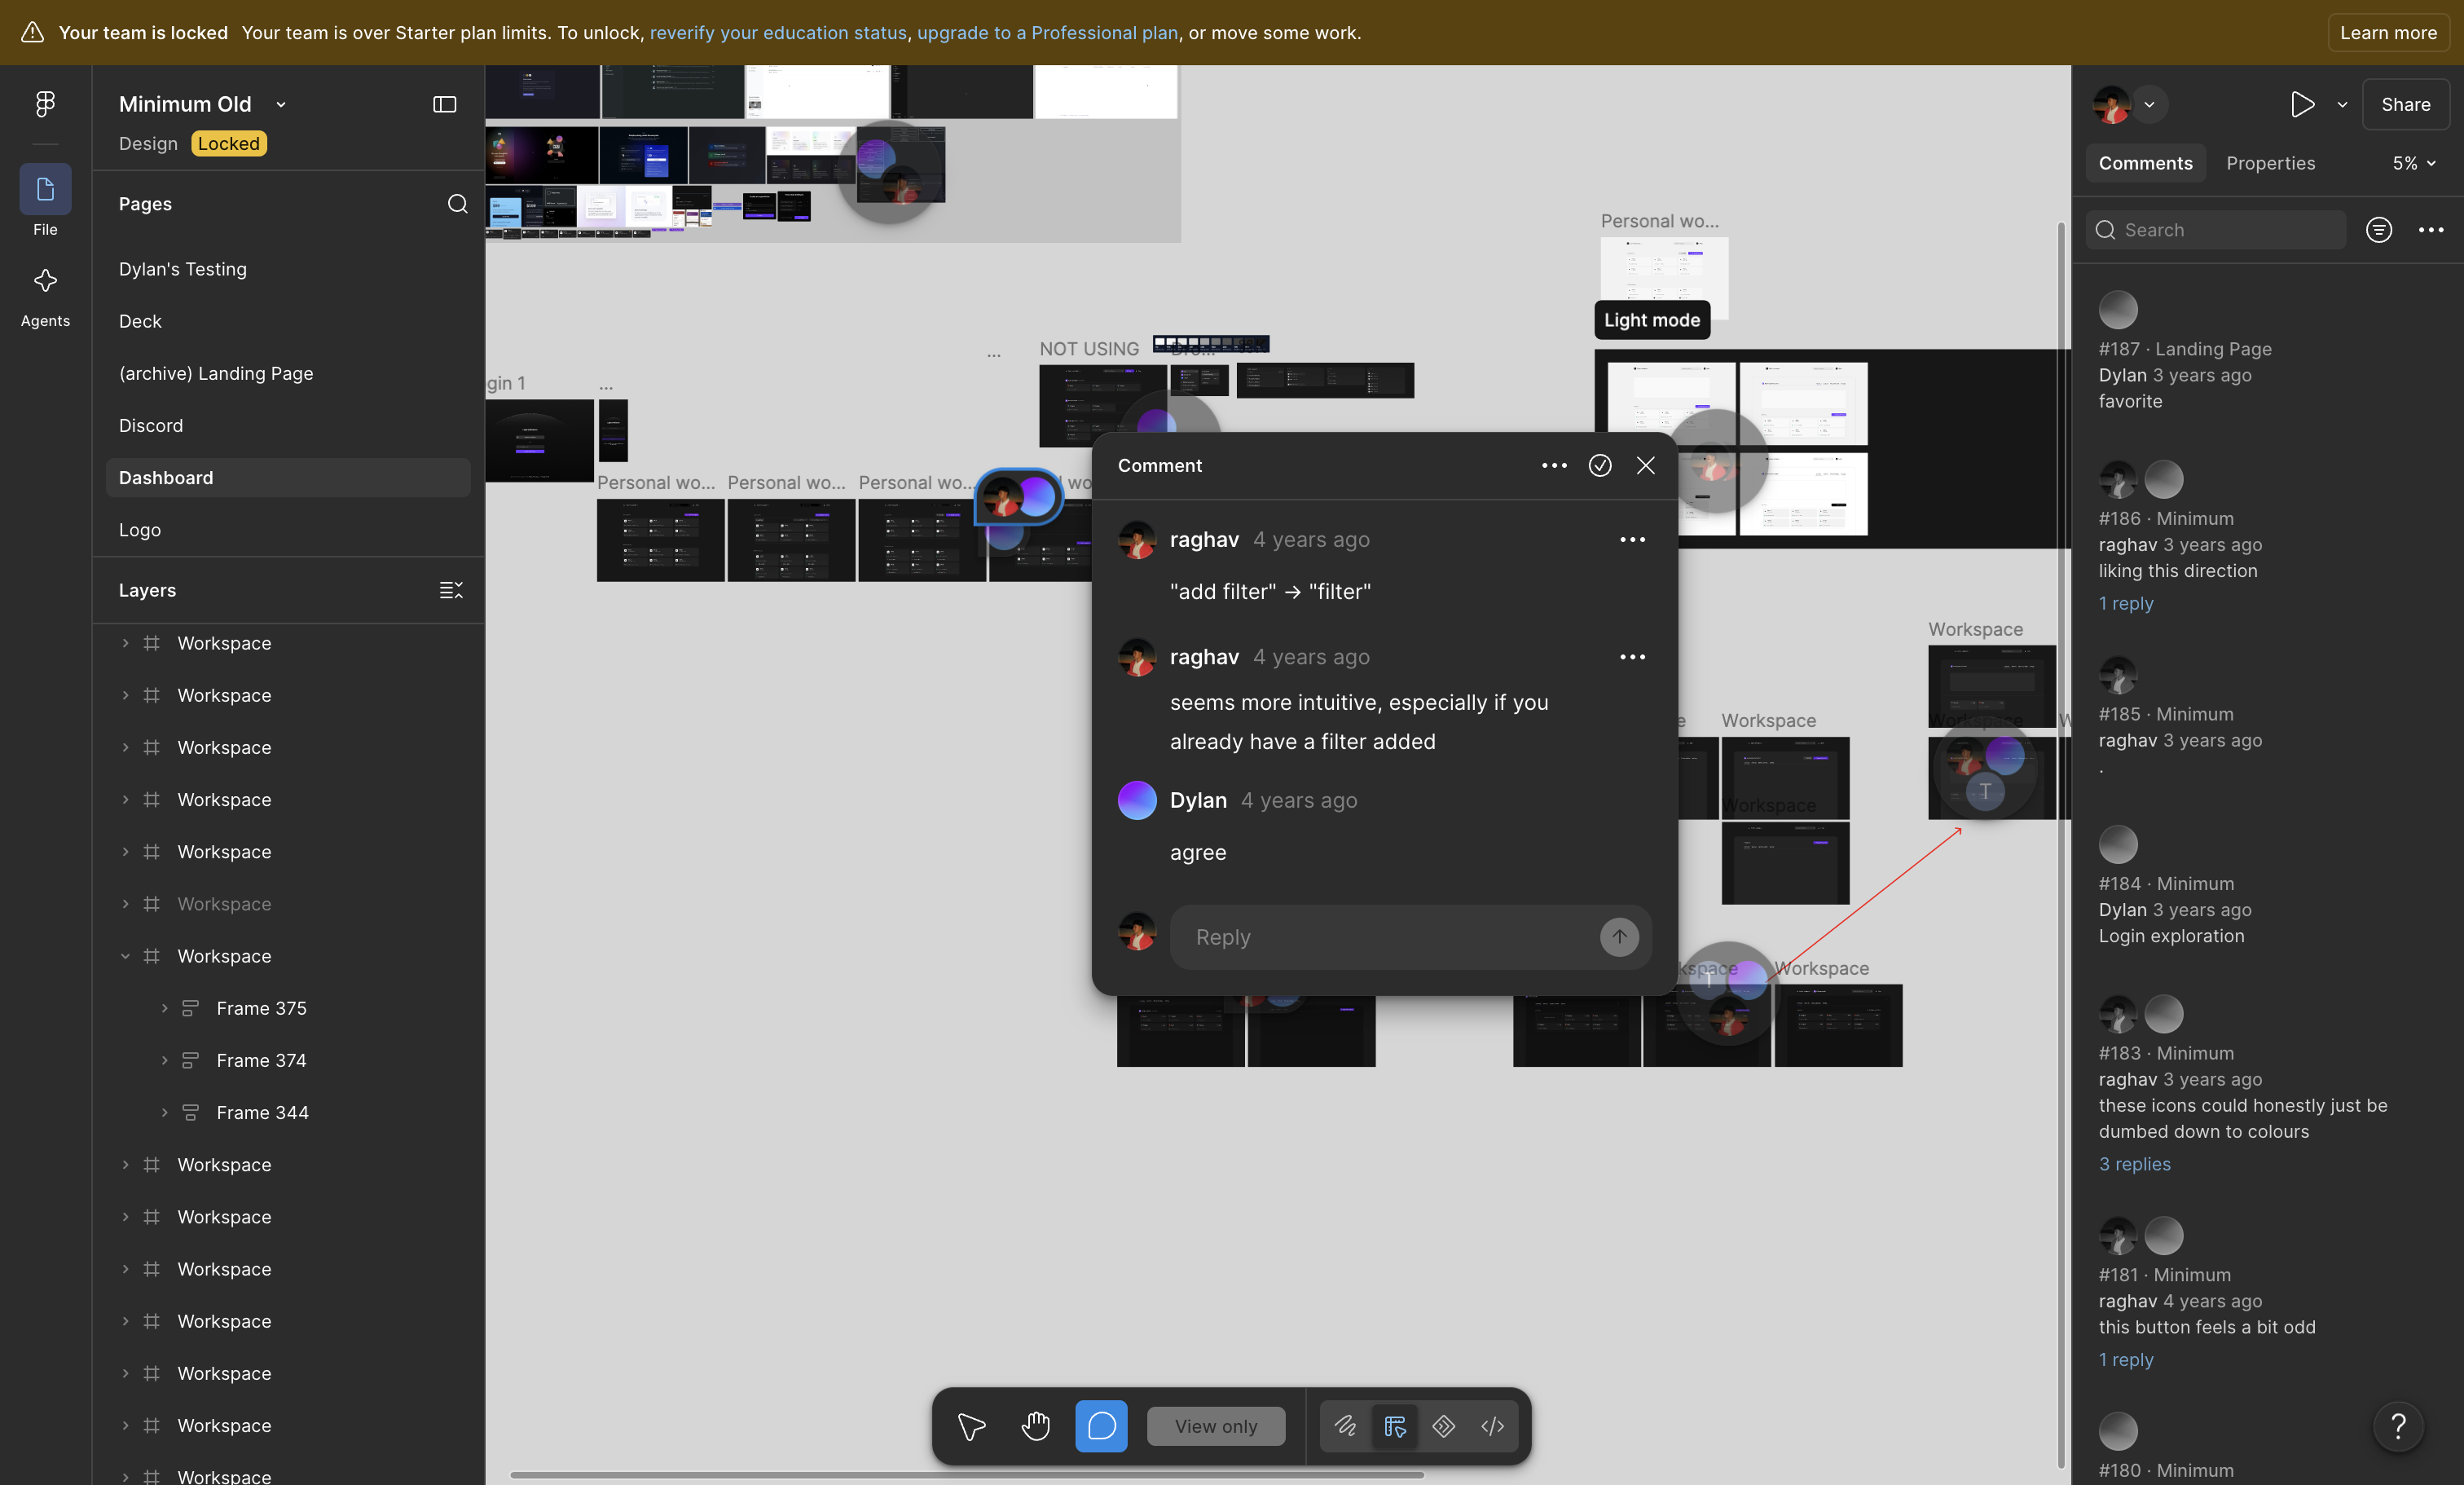 Your team is locked Your team is over Starter plan limits. To unlock, reverify your education status, upgrade to a Professional plan, or move some work.
Learn more
File
Agents
Minimum Old
Design Locked
Pages
Dylan's Testing
Deck
(archive) Landing Page
Discord
Dashboard
Logo
Layers
Workspace
Workspace
Workspace
Workspace
Workspace
Workspace
Workspace
Frame 375
Frame 374
Frame 344
Workspace
Workspace
Workspace
Workspace
Workspace
Workspace
Workspace
gin 1
...
...
NOT USING
Personal wo...
Light mode
Personal wo...
Personal wo...
Personal wo...
wo
Comment
raghav 4 years ago
"add filter" → "filter"
raghav 4 years ago
seems more intuitive, especially if you
already have a filter added
Dylan 4 years ago
agree
Reply
Workspace
e
Workspace
Workspace
W
T
Workspace
kspace
T
Workspace
View only
Share
Comments
Properties
5%
Search
#187 · Landing Page
Dylan 3 years ago
favorite
#186 · Minimum
raghav 3 years ago
liking this direction
1 reply
#185 · Minimum
raghav 3 years ago
.
#184 · Minimum
Dylan 3 years ago
Login exploration
#183 · Minimum
raghav 3 years ago
these icons could honestly just be
dumbed down to colours
3 replies
#181 · Minimum
raghav 4 years ago
this button feels a bit odd
1 reply
#180 · Minimum
?